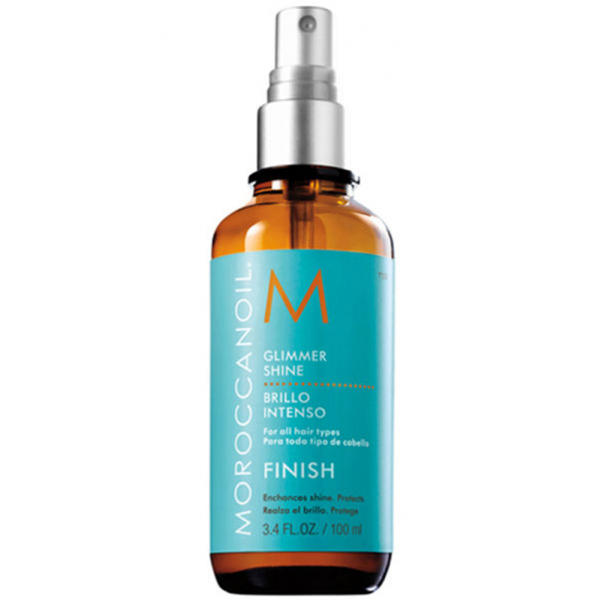 MOROCCANOIL®
M
GLIMMER
SHINE
BRILLO
INTENSO
For all hair types
Para todo tipo de cabello
FINISH
Enchances shine. Protects
Realza el brillo. Protege
3.4 FL.OZ. / 100 ml